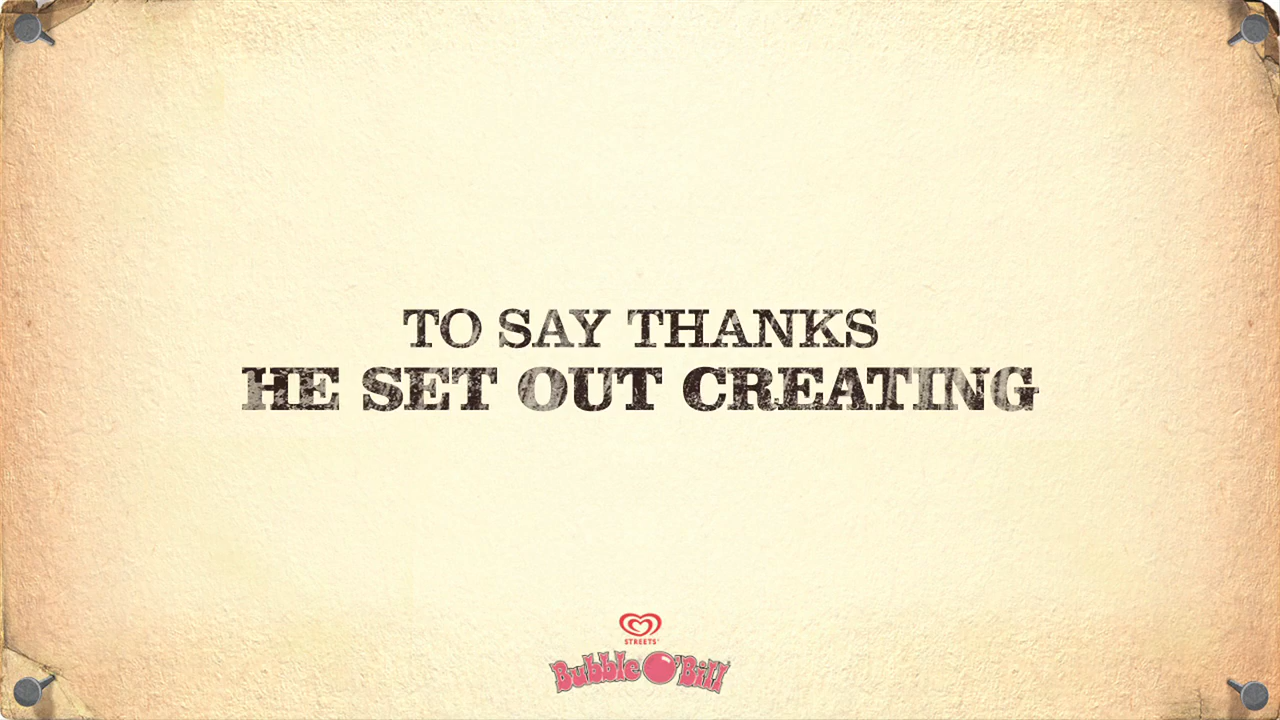 TO SAY THANKS
HE SET OUT CREATING
STREETS
Bubble O'Bill